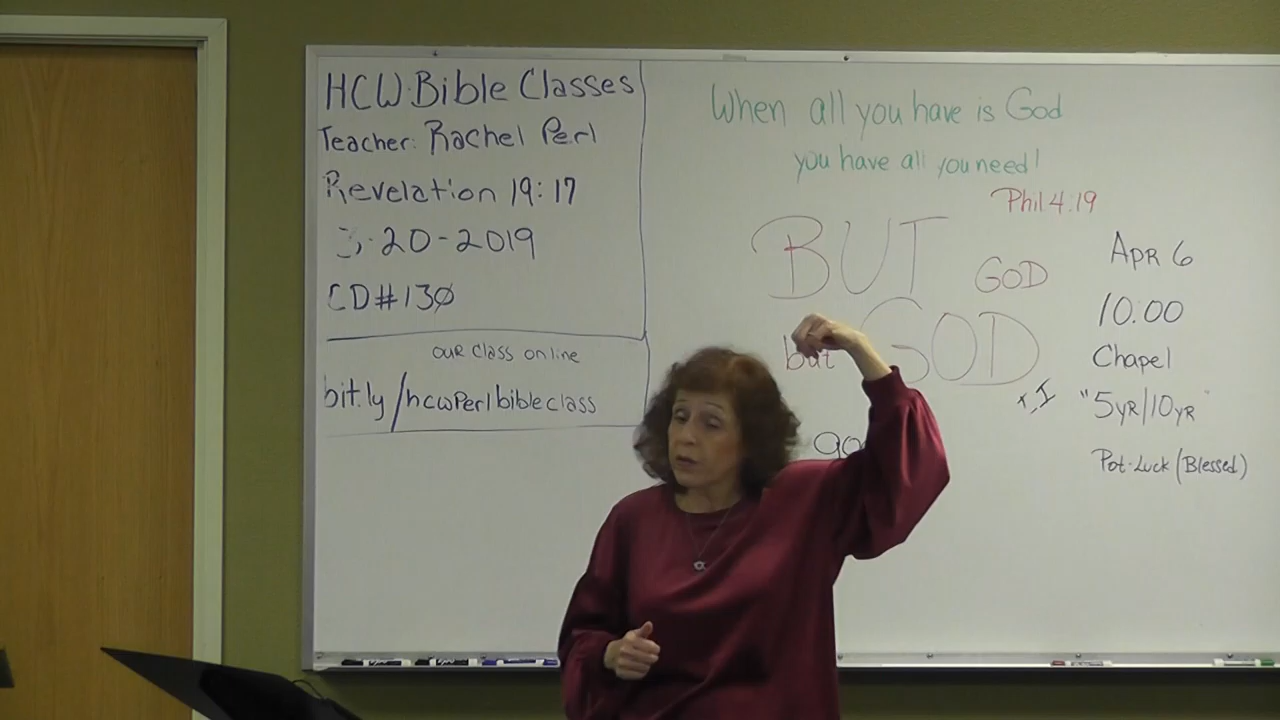 HCW Bible Classes
Teacher: Rachel Perl
Revelation 19:17
3-20-2019
CD#130
our class online
bit.ly/hcwPerlbibleclass
When all you have is God
you have all you need!
Phil 4:19
BUT
GOD
but GOD
Apr 6
10:00
Chapel
"5yr/10yr"
Pot-Luck (Blessed)